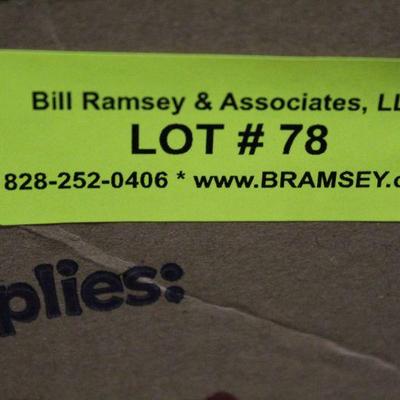 Bill Ramsey & Associates, LL
LOT # 78
828-252-0406 * www.BRAMSEY.c
plies: